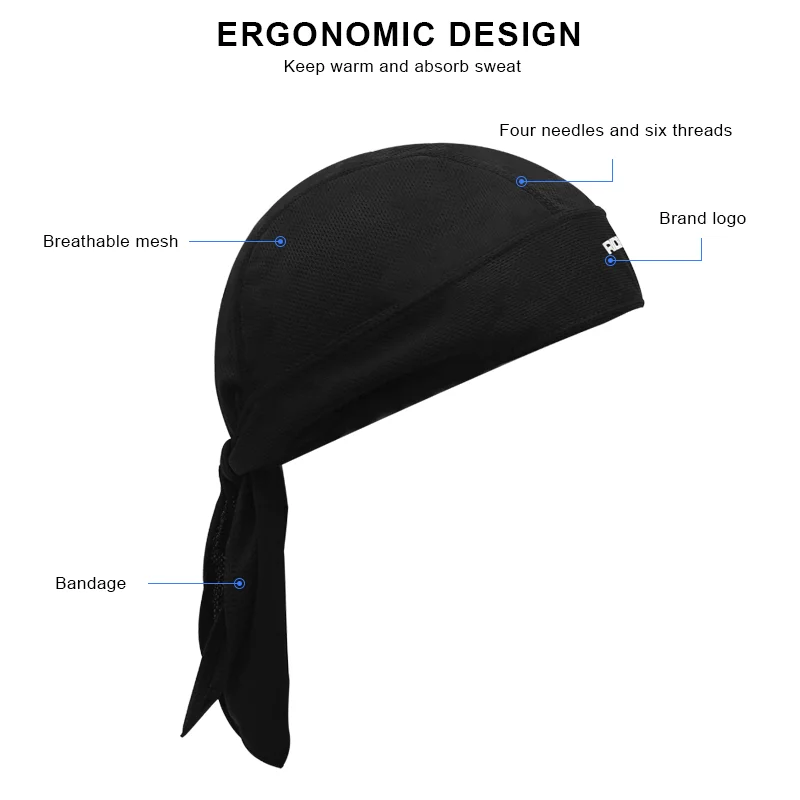 ERGONOMIC DESIGN
Keep warm and absorb sweat
Four needles and six threads
Brand logo
Breathable mesh
Bandage